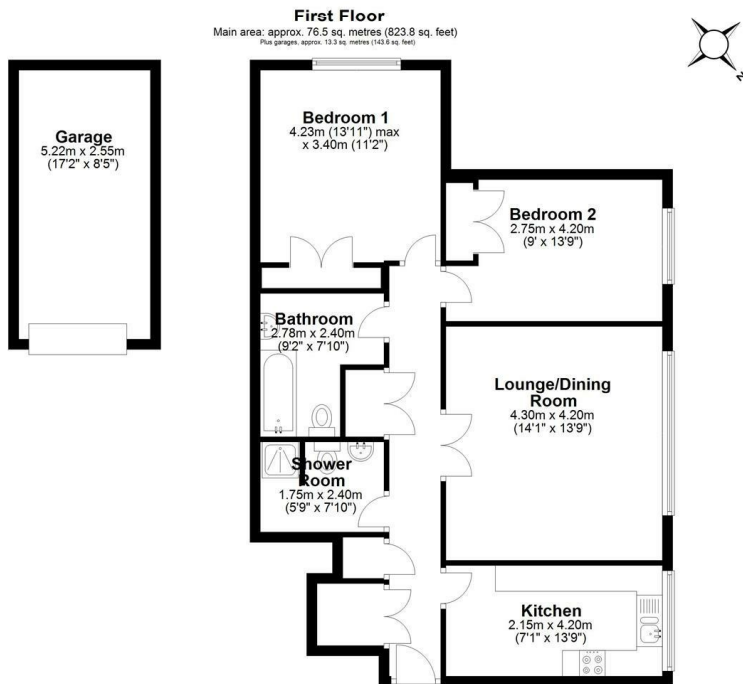 First Floor
Main area: approx. 76.5 sq. metres (823.8 sq. feet)
Plus garages, approx. 13.3 sq. metres (143.6 sq. feet)
N
Garage
5.22m x 2.55m
(17'2" x 8'5")
Bedroom 1
4.23m (13'11") max
x 3.40m (11'2")
Bedroom 2
2.75m x 4.20m
(9' x 13'9")
Bathroom
2.78m x 2.40m
(9'2" x 7'10")
Lounge/Dining
Room
4.30m x 4.20m
(14'1" x 13'9")
Shower
Room
1.75m x 2.40m
(5'9" x 7'10")
Kitchen
2.15m x 4.20m
(7'1" x 13'9")